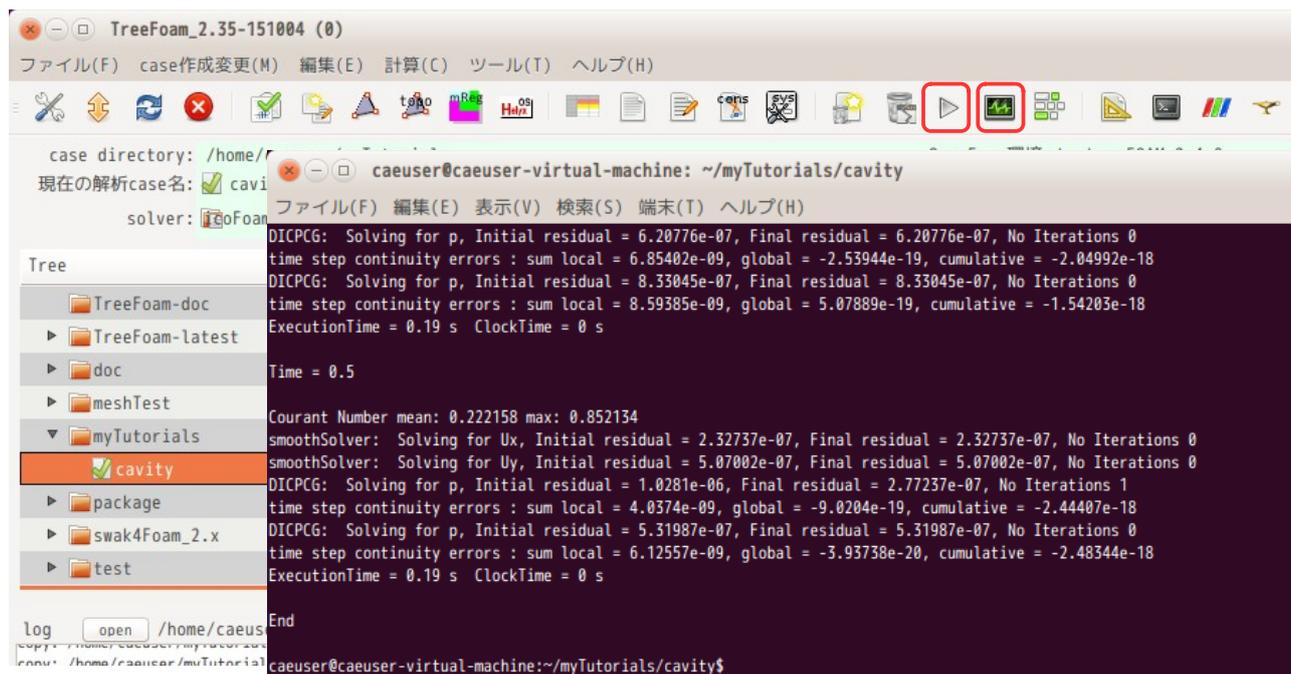 TreeFoam_2.35-151004 (0)
ファイル(F) case作成変更(M) 編集(E) 計算(C) ツール(T) ヘルプ(H)
topo mReg Helyx OS cons sys
case directory: /home/
現在の解析case名: cavi
solver: icoFoam
Tree
TreeFoam-doc
TreeFoam-latest
doc
meshTest
myTutorials
cavity
package
swak4Foam_2.x
test
log open /home/caeus
copy: /home/caeuser/myTutorial
copy: /home/caeuser/myTutorial
caeuser@caeuser-virtual-machine: ~/myTutorials/cavity
ファイル(F) 編集(E) 表示(V) 検索(S) 端末(T) ヘルプ(H)
DICPCG: Solving for p, Initial residual = 6.20776e-07, Final residual = 6.20776e-07, No Iterations 0
time step continuity errors : sum local = 6.85402e-09, global = -2.53944e-19, cumulative = -2.04992e-18
DICPCG: Solving for p, Initial residual = 8.33045e-07, Final residual = 8.33045e-07, No Iterations 0
time step continuity errors : sum local = 8.59385e-09, global = 5.07889e-19, cumulative = -1.54203e-18
ExecutionTime = 0.19 s ClockTime = 0 s
Time = 0.5
Courant Number mean: 0.222158 max: 0.852134
smoothSolver: Solving for Ux, Initial residual = 2.32737e-07, Final residual = 2.32737e-07, No Iterations 0
smoothSolver: Solving for Uy, Initial residual = 5.07002e-07, Final residual = 5.07002e-07, No Iterations 0
DICPCG: Solving for p, Initial residual = 1.0281e-06, Final residual = 2.77237e-07, No Iterations 1
time step continuity errors : sum local = 4.0374e-09, global = -9.0204e-19, cumulative = -2.44407e-18
DICPCG: Solving for p, Initial residual = 5.31987e-07, Final residual = 5.31987e-07, No Iterations 0
time step continuity errors : sum local = 6.12557e-09, global = -3.93738e-20, cumulative = -2.48344e-18
ExecutionTime = 0.19 s ClockTime = 0 s
End
caeuser@caeuser-virtual-machine:~/myTutorials/cavity$